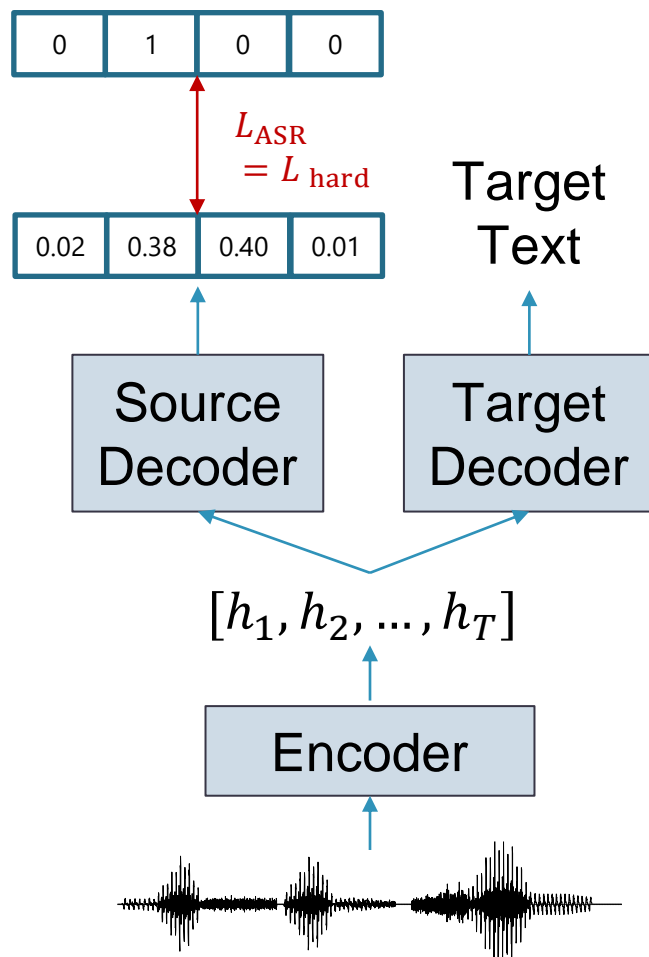 0 1 0 0
L_ASR
= L_hard
0.02 0.38 0.40 0.01
Target
Text
Source
Decoder
Target
Decoder
[h_1, h_2, … , h_T]
Encoder